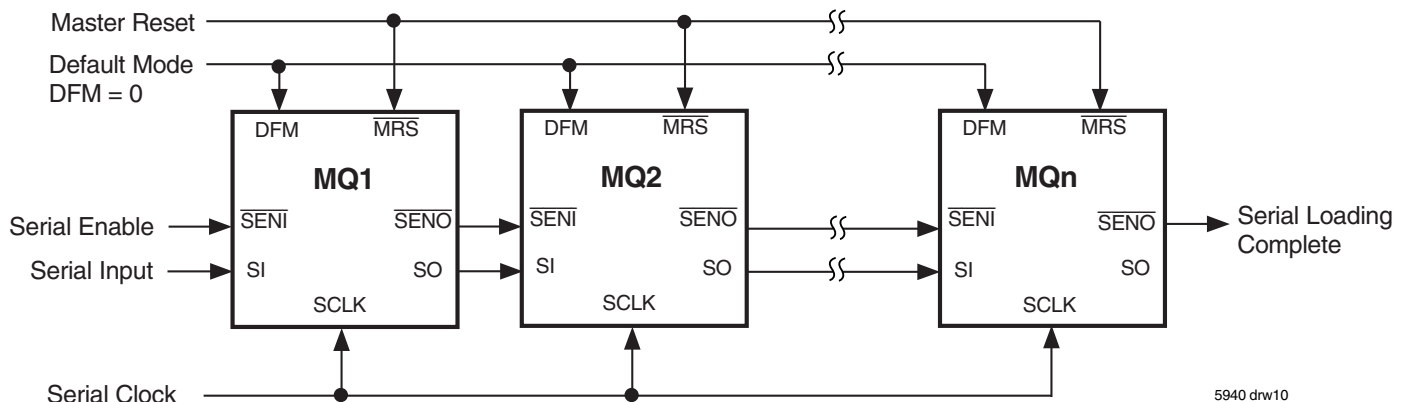 Master Reset
Default Mode
DFM = 0
DFM MRS DFM MRS DFM MRS
MQ1 MQ2 MQn
Serial Enable SENI SENO SENI SENO SENI SENO Serial Loading
Complete
Serial Input SI SO SI SO SI SO
SCLK SCLK SCLK
Serial Clock
5940 drw10